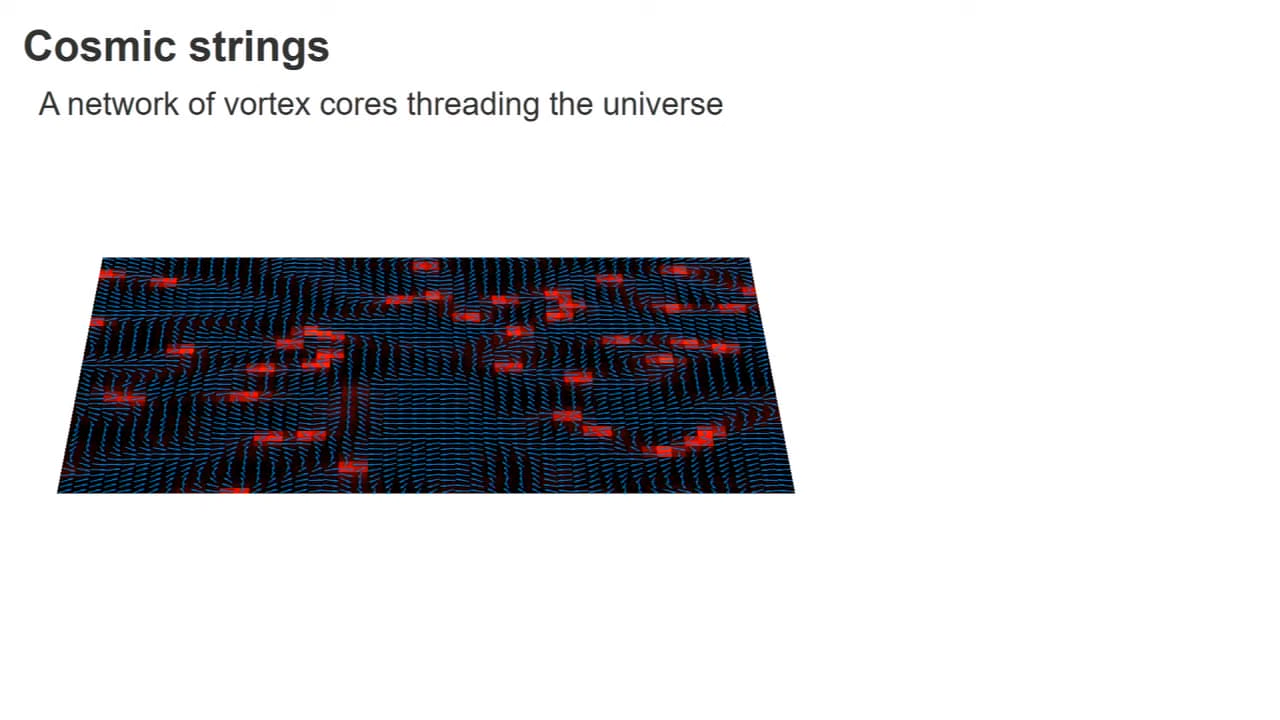 Cosmic strings
A network of vortex cores threading the universe